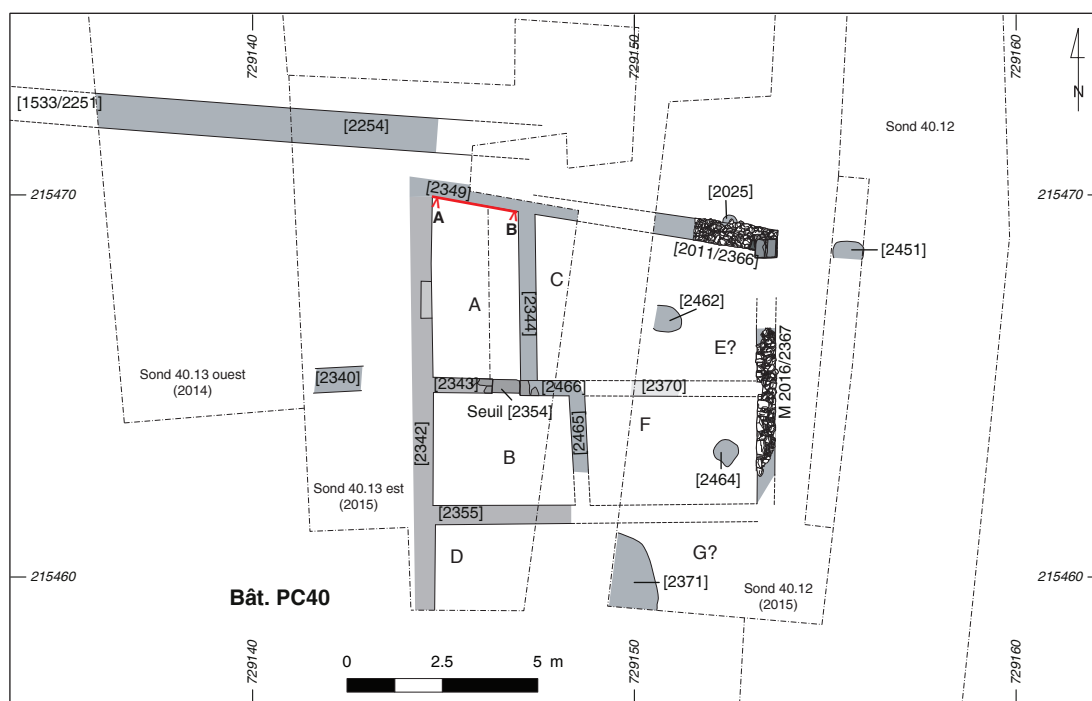 729140
729150
729160
N
[1533/2251]
[2254]
Sond 40.12
215470
[2349]
[2025]
215470
A
B
[2011/2366]
[2451]
C
A
[2344]
[2462]
E?
M 2016/2367
Sond 40.13 ouest
(2014)
[2340]
[2343]
[2466]
[2370]
Seuil [2354]
[2342]
[2465]
F
B
[2464]
Sond 40.13 est
(2015)
[2355]
D
G?
215460
[2371]
Sond 40.12
(2015)
215460
Bât. PC40
729140
729150
729160
0 2.5 5 m